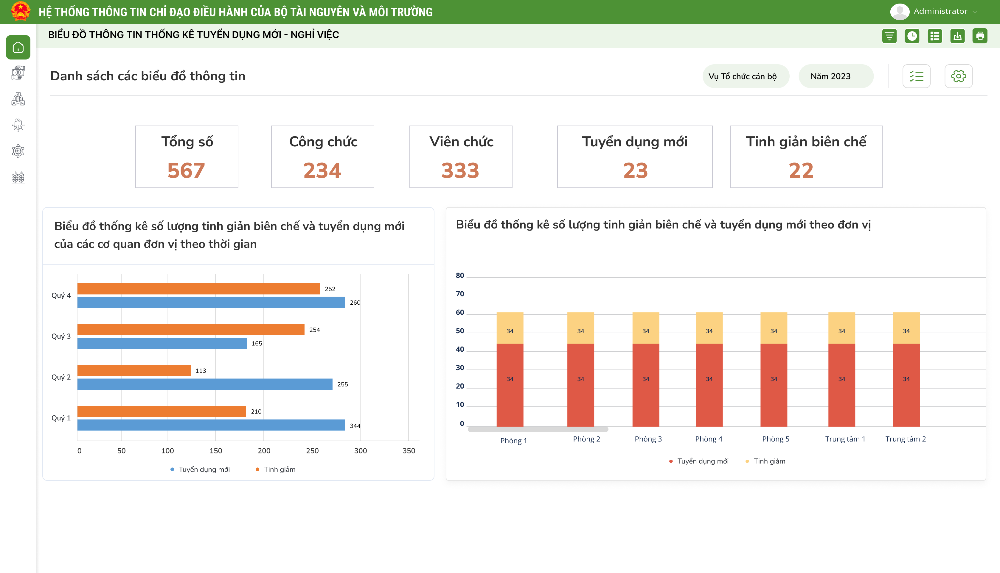 HỆ THỐNG THÔNG TIN CHỈ ĐẠO ĐIỀU HÀNH CỦA BỘ TÀI NGUYÊN VÀ MÔI TRƯỜNG
Administrator
BIỂU ĐỒ THÔNG TIN THỐNG KÊ TUYỂN DỤNG MỚI - NGHỈ VIỆC
Danh sách các biểu đồ thông tin
Vụ Tổ chức cán bộ
Năm 2023
Tổng số
567
Công chức
234
Viên chức
333
Tuyển dụng mới
23
Tinh giản biên chế
22
Biểu đồ thống kê số lượng tinh giản biên chế và tuyển dụng mới
của các cơ quan đơn vị theo thời gian
Quý 4
252
260
Quý 3
254
165
Quý 2
113
255
Quý 1
210
344
0 50 100 150 200 250 300 350
Tuyển dụng mới Tinh giảm
Biểu đồ thống kê số lượng tinh giản biên chế và tuyển dụng mới theo đơn vị
80
70
60
50
40
30
20
10
0
34 34 34 34 34 34 34
34 34 34 34 34 34 34
Phòng 1 Phòng 2 Phòng 3 Phòng 4 Phòng 5 Trung tâm 1 Trung tâm 2
Tuyển dụng mới Tinh giảm